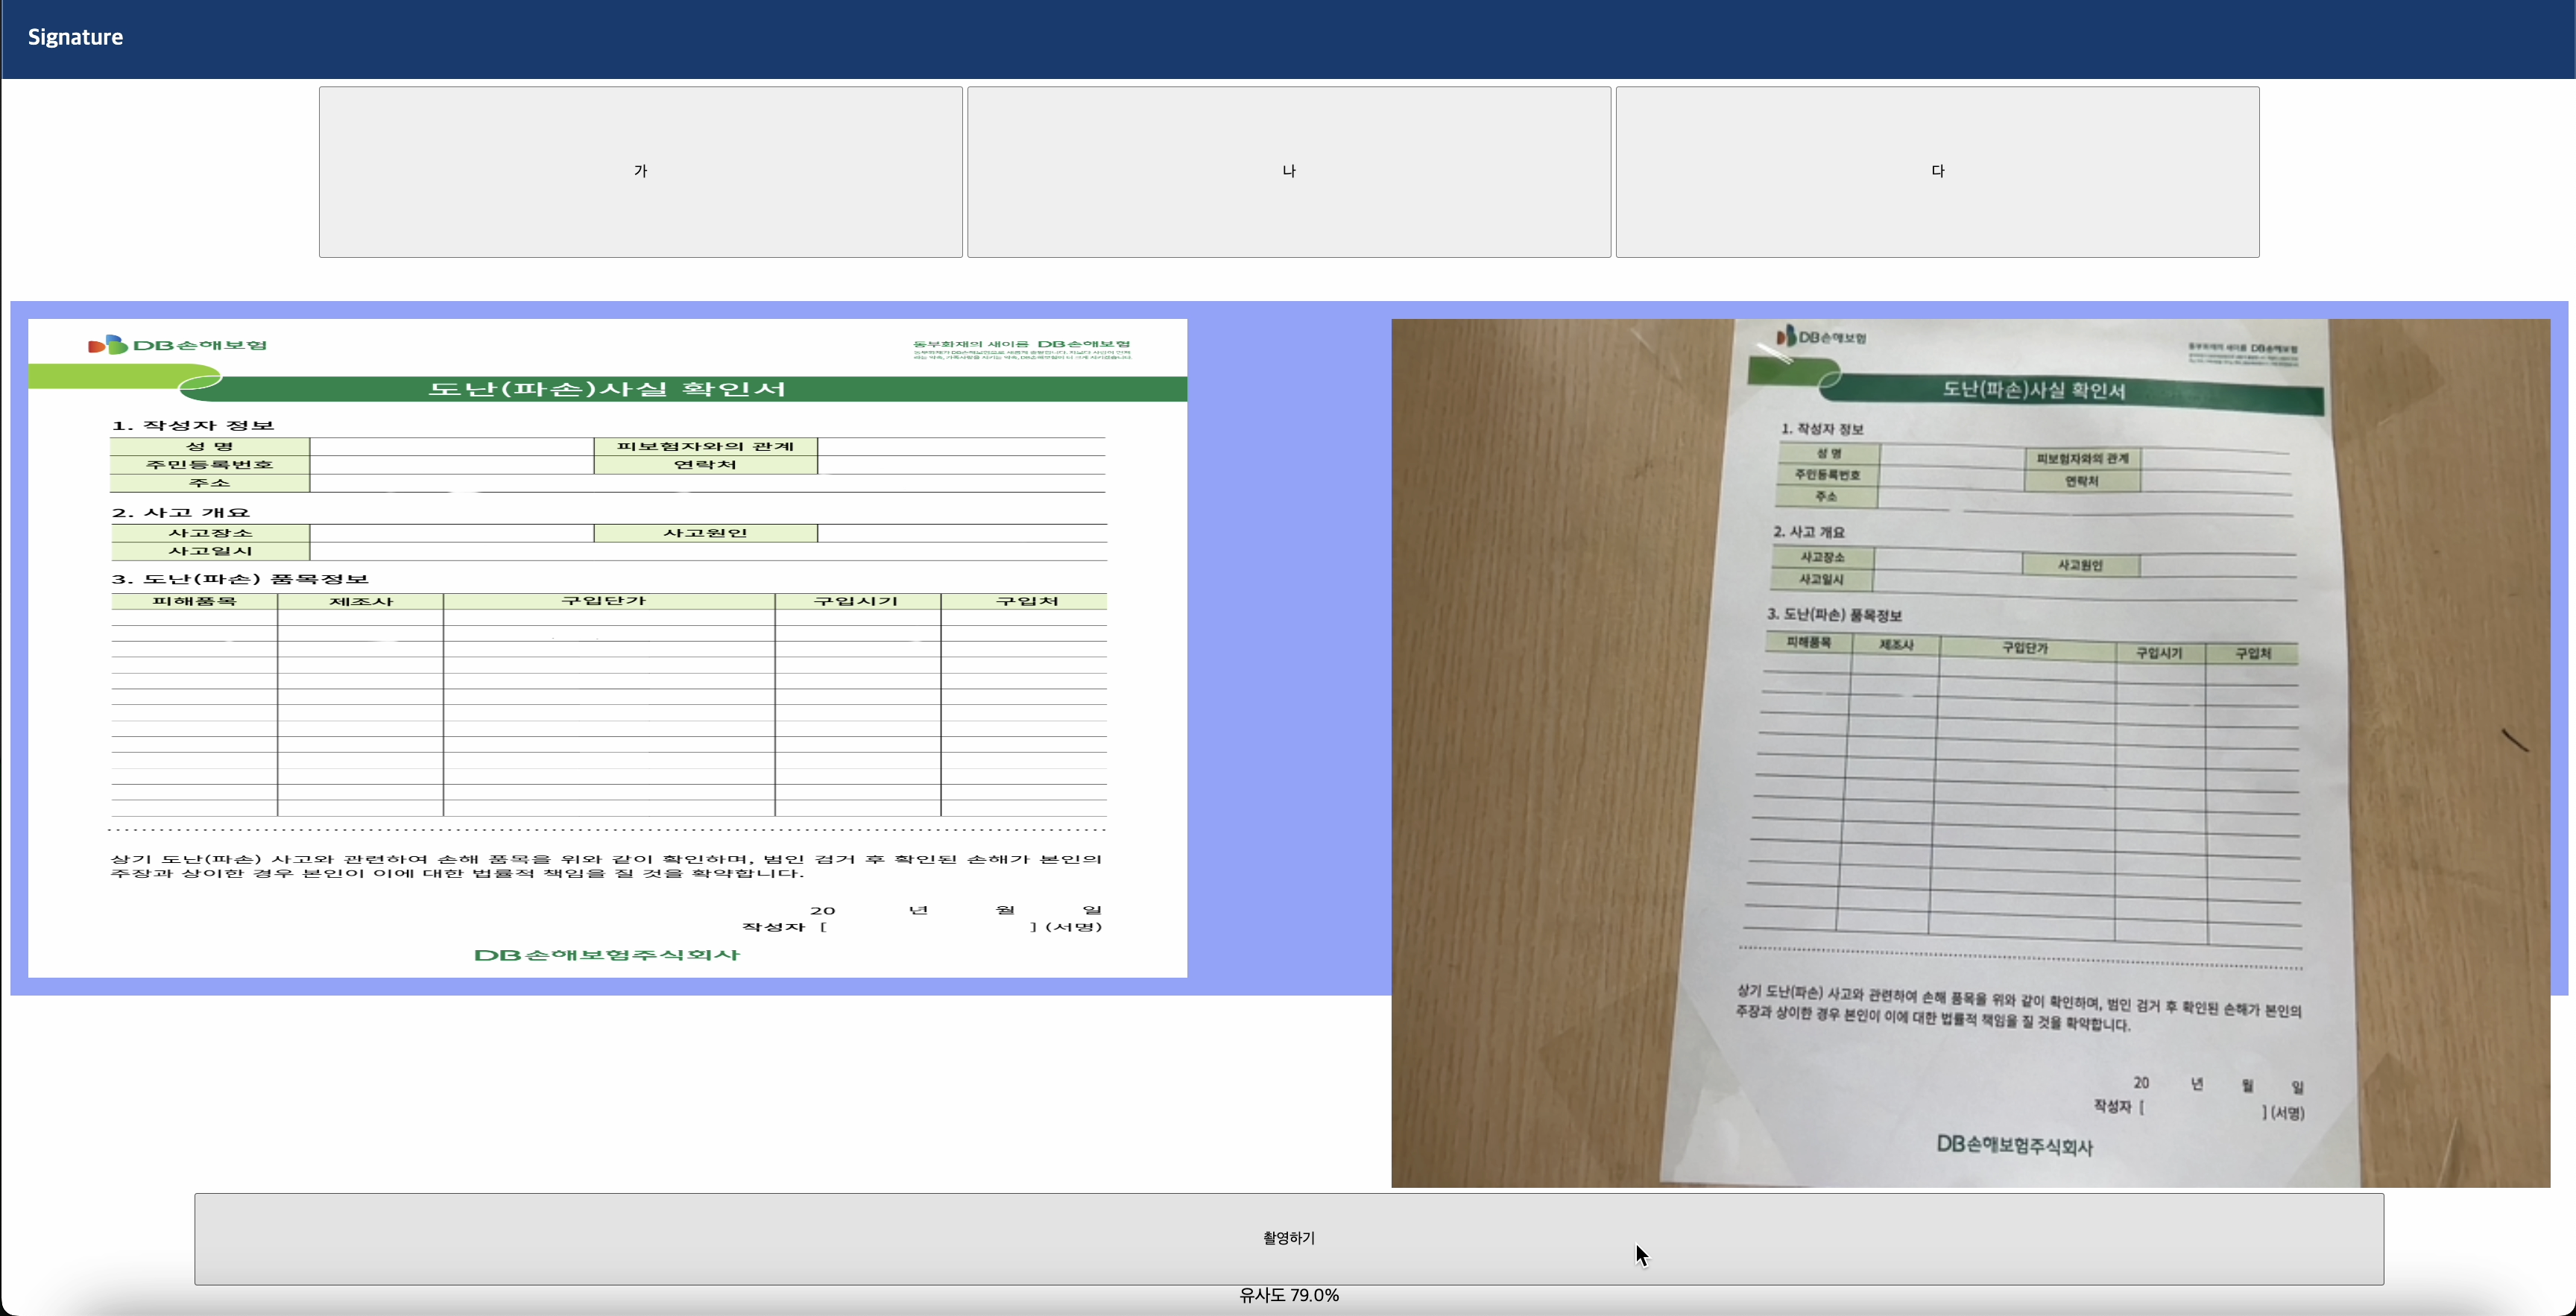 Signature
가
나
다
DB손해보험
동부화재의 새이름 DB손해보험
도난(파손)사실 확인서
1. 작성자 정보
성 명
피보험자와의 관계
주민등록번호
연락처
주소
2. 사고 개요
사고장소
사고원인
사고일시
3. 도난(파손) 품목정보
피해품목
제조사
구입단가
구입시기
구입처
상기 도난(파손) 사고와 관련하여 손해 품목을 위와 같이 확인하며, 범인 검거 후 확인된 손해가 본인의
주장과 상이한 경우 본인이 이에 대한 법률적 책임을 질 것을 확약합니다.
20 년 월 일
작성자 [ ] (서명)
DB손해보험주식회사
DB손해보험
동부화재의 새이름 DB손해보험
도난(파손)사실 확인서
1. 작성자 정보
성 명
피보험자와의 관계
주민등록번호
연락처
주소
2. 사고 개요
사고장소
사고원인
사고일시
3. 도난(파손) 품목정보
피해품목
제조사
구입단가
구입시기
구입처
상기 도난(파손) 사고와 관련하여 손해 품목을 위와 같이 확인하며, 범인 검거 후 확인된 손해가 본인의
주장과 상이한 경우 본인이 이에 대한 법률적 책임을 질 것을 확약합니다.
20 년 월 일
작성자 [ ] (서명)
DB손해보험주식회사
촬영하기
유사도 79.0%